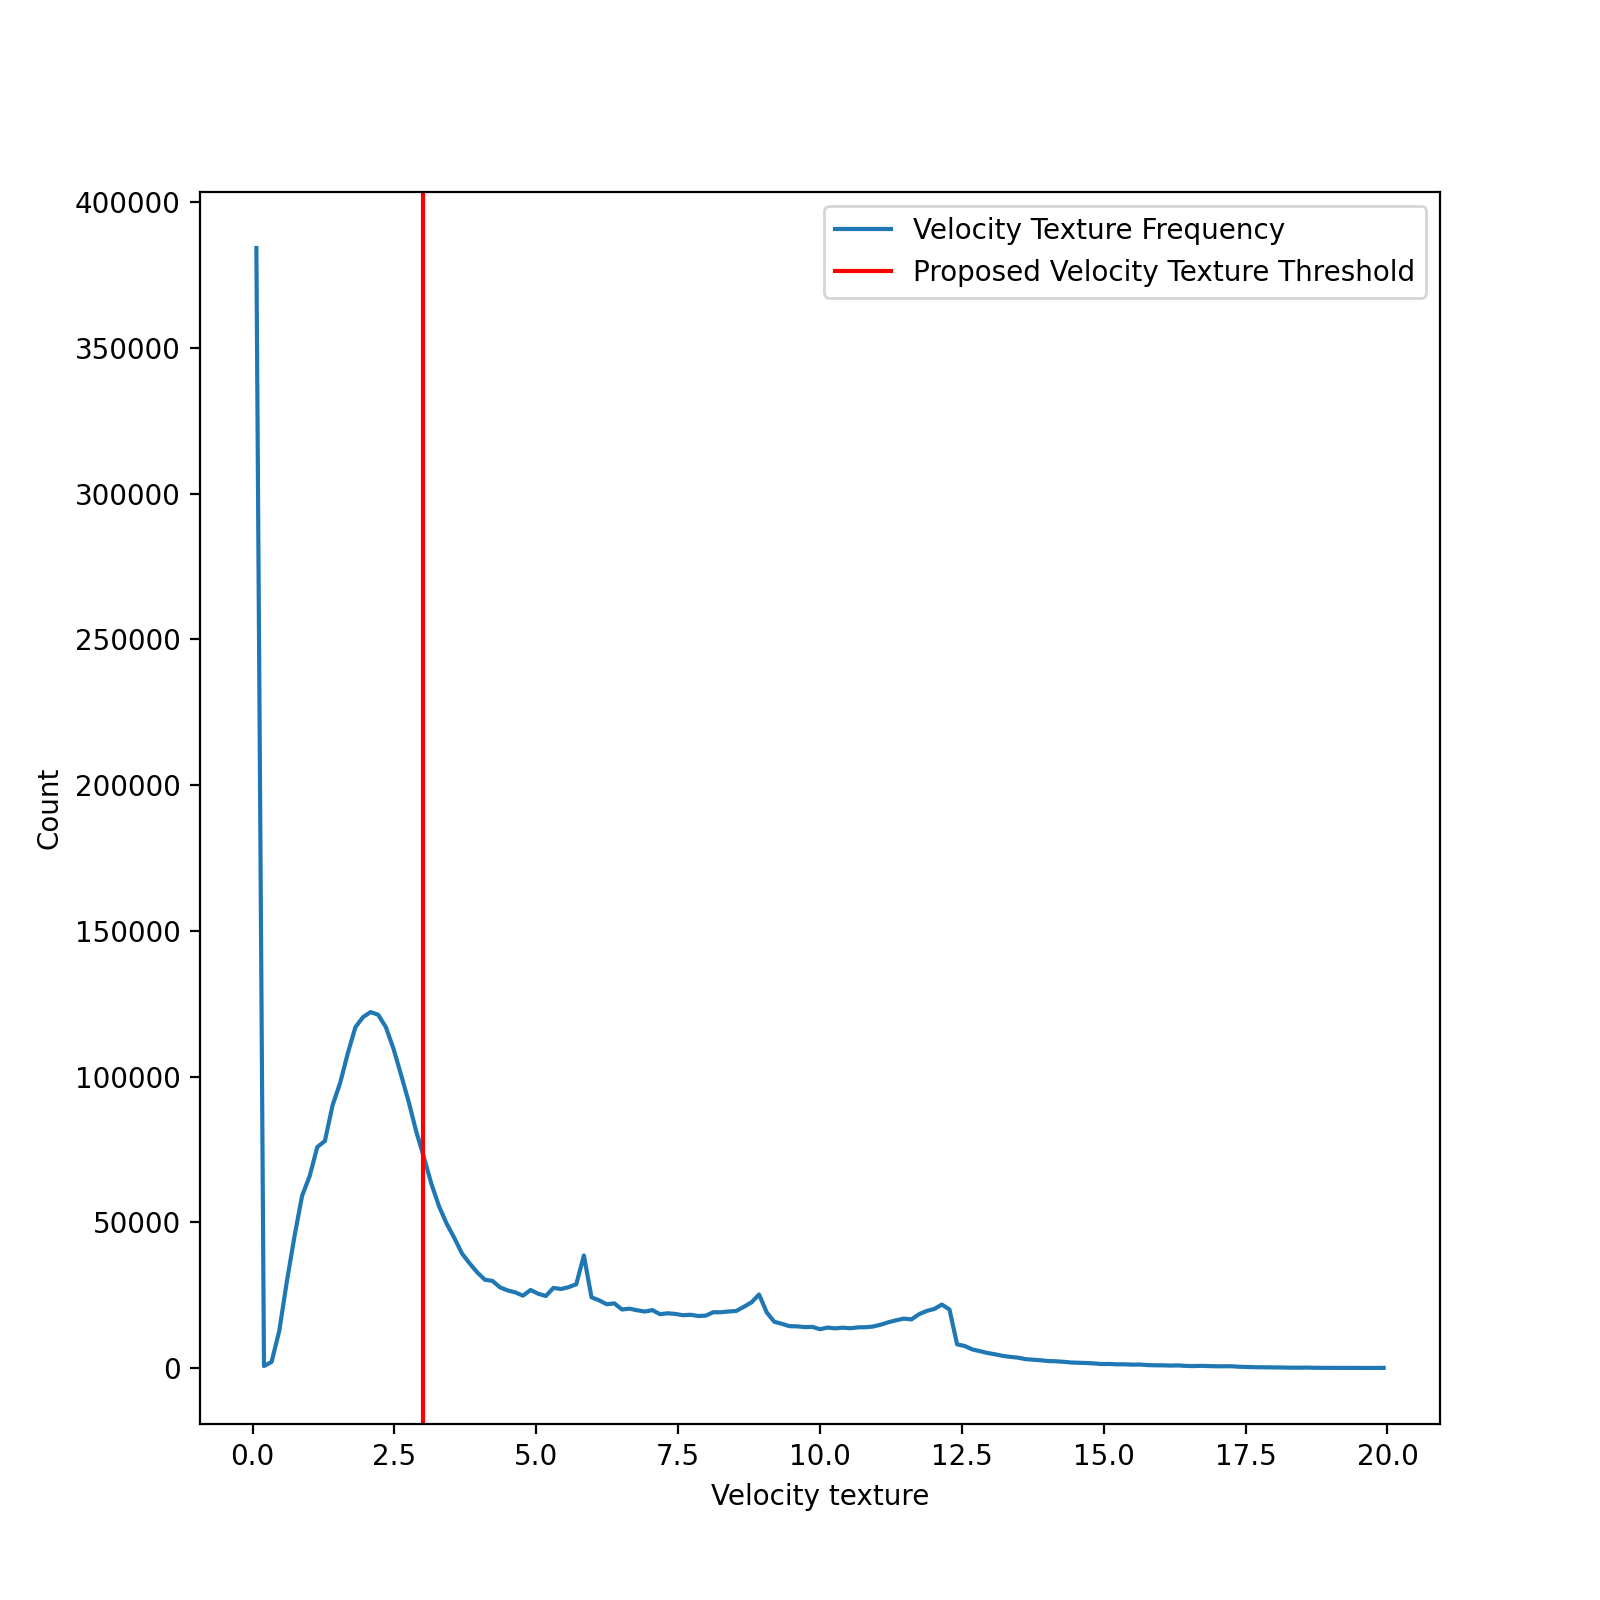 400000
350000
300000
250000
200000
150000
100000
50000
0
Count
Velocity Texture Frequency
Proposed Velocity Texture Threshold
0.0 2.5 5.0 7.5 10.0 12.5 15.0 17.5 20.0
Velocity texture